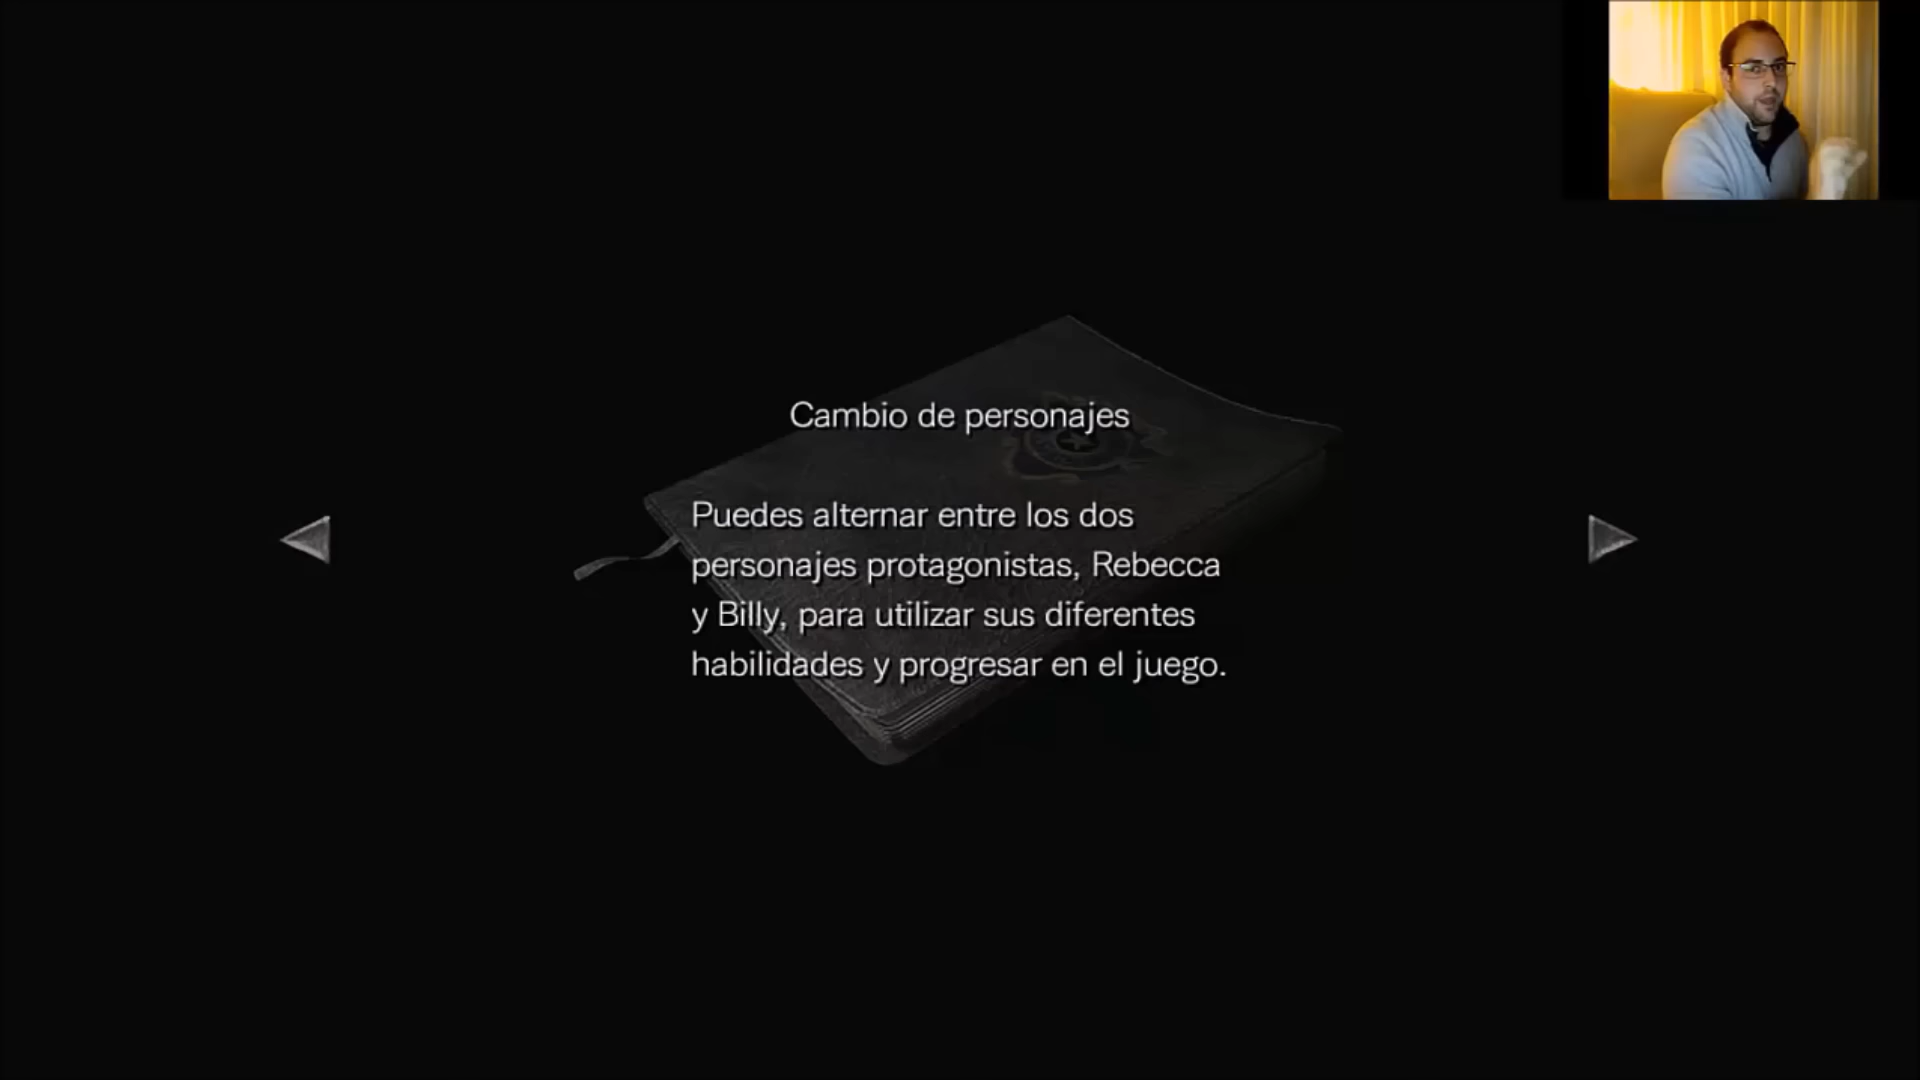 Cambio de personajes
Puedes alternar entre los dos
personajes protagonistas, Rebecca
y Billy, para utilizar sus diferentes
habilidades y progresar en el juego.